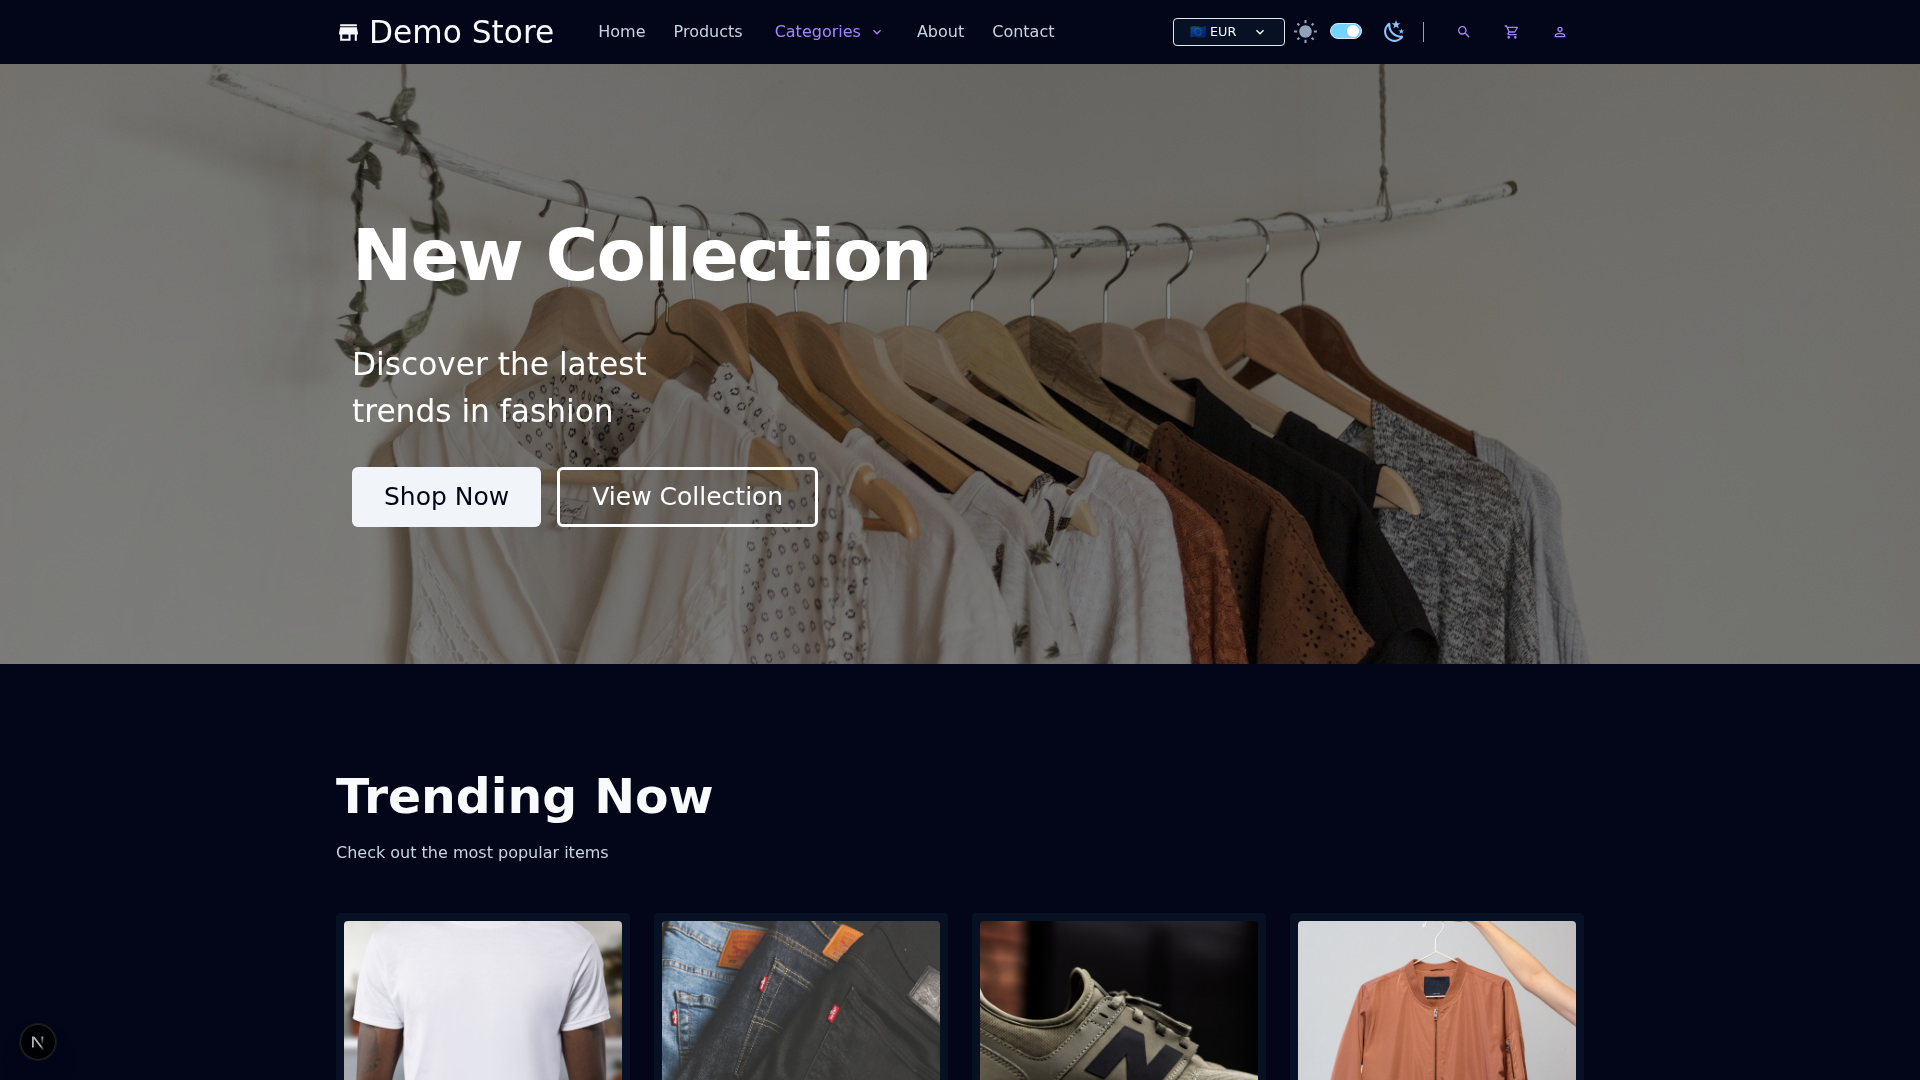 Demo Store
Home
Products
Categories
About
Contact
EUR
New Collection
Discover the latest
trends in fashion
Shop Now
View Collection
Trending Now
Check out the most popular items